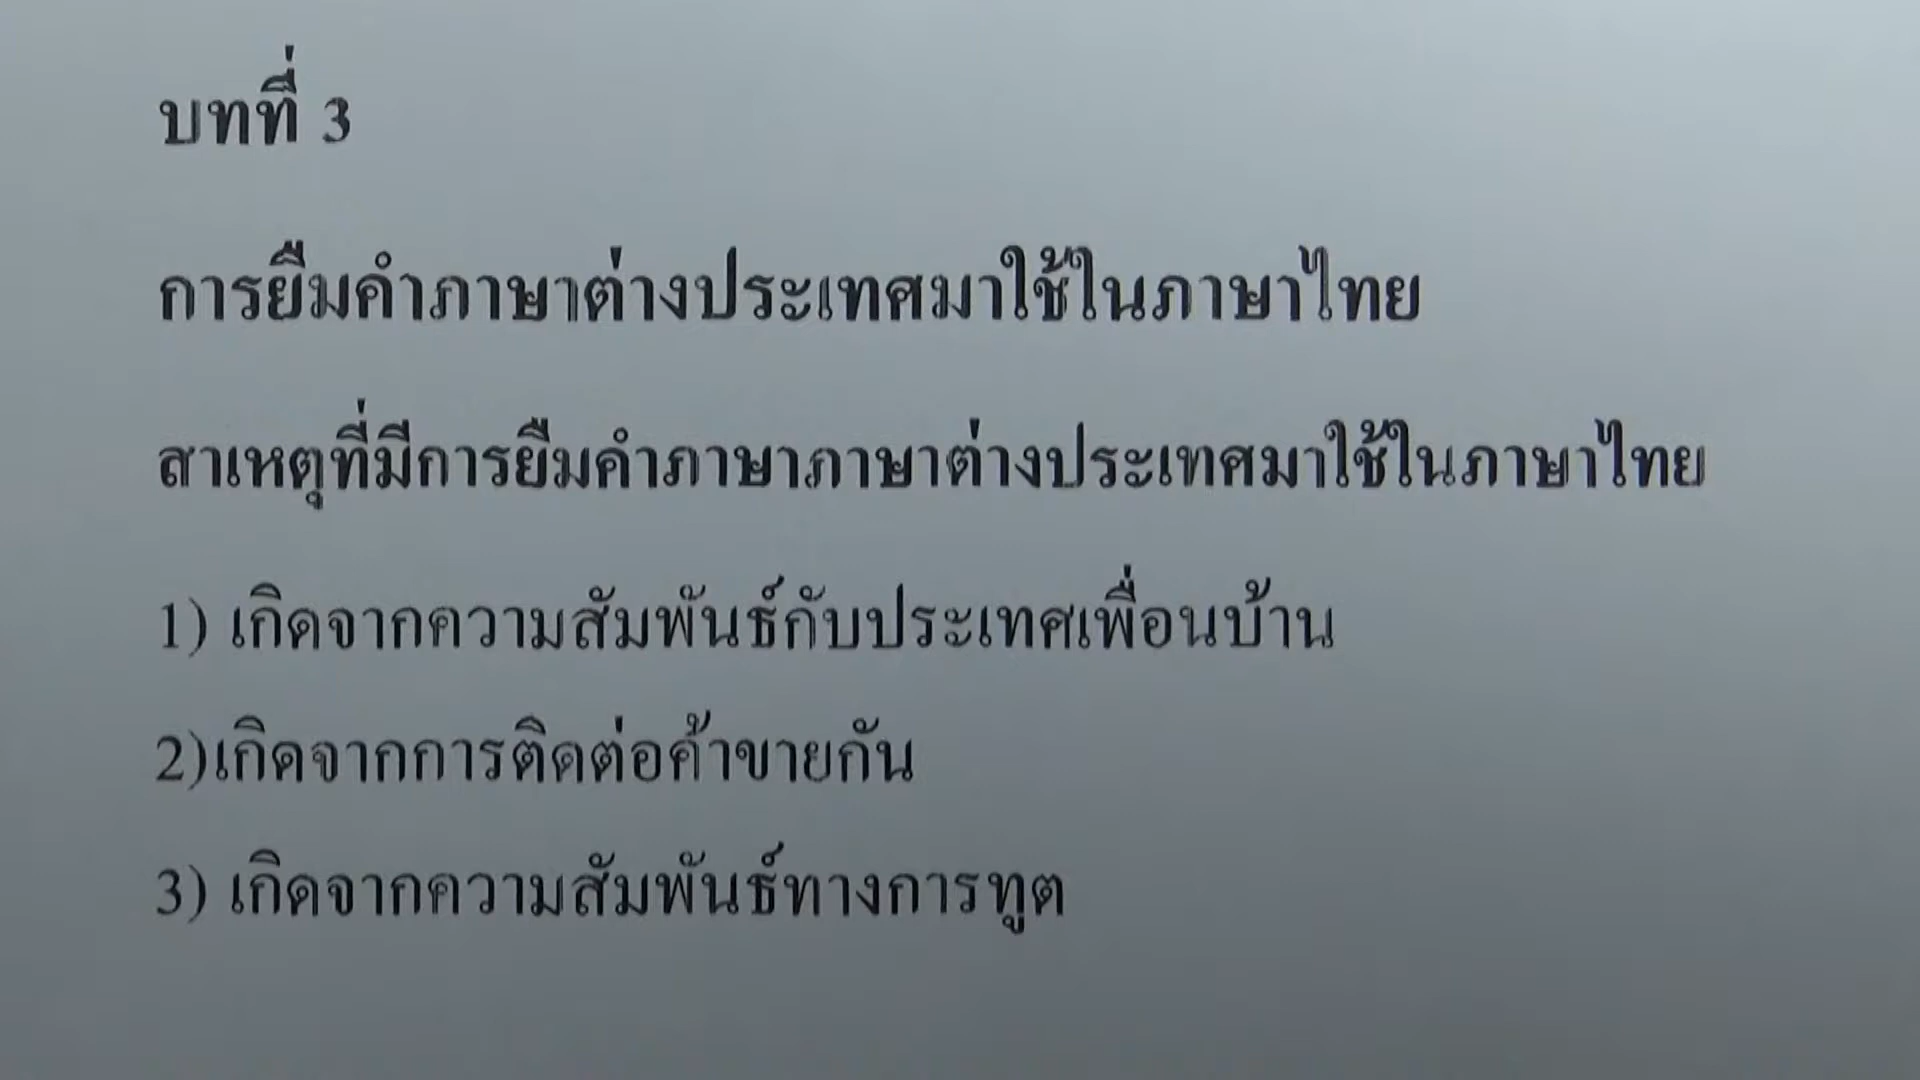 บทที่ 3
การยืมคำภาษาต่างประเทศมาใช้ในภาษาไทย
สาเหตุที่มีการยืมคำภาษาภาษาต่างประเทศมาใช้ในภาษาไทย
1) เกิดจากความสัมพันธ์กับประเทศเพื่อนบ้าน
2)เกิดจากการติดต่อค้าขายกัน
3) เกิดจากความสัมพันธ์ทางการทูต